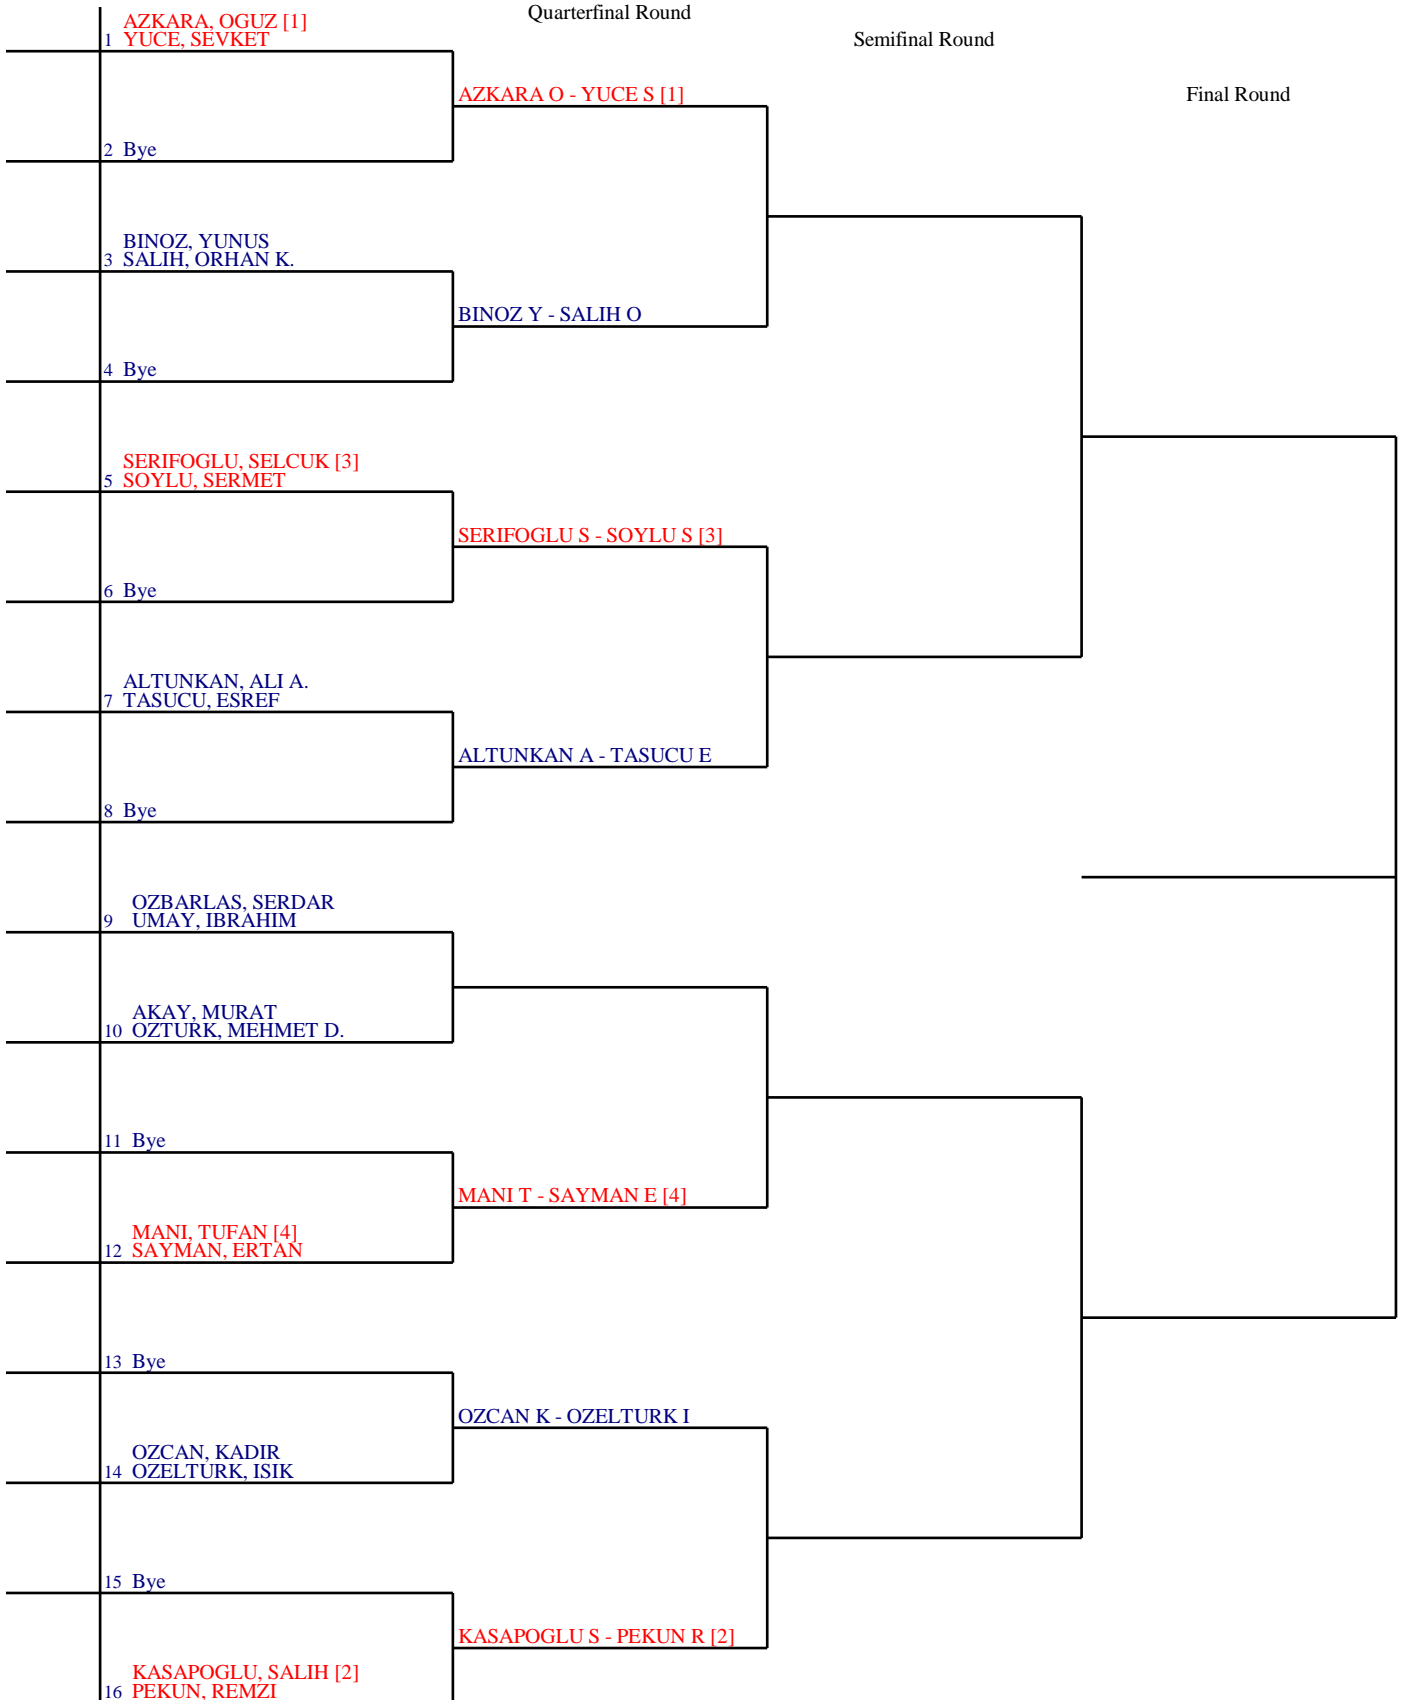 Quarterfinal Round
Semifinal Round
Final Round
AZKARA, OGUZ [1]
1 YUCE, SEVKET
AZKARA O - YUCE S [1]
2 Bye
BINOZ, YUNUS
3 SALIH, ORHAN K.
BINOZ Y - SALIH O
4 Bye
SERIFOGLU, SELCUK [3]
5 SOYLU, SERMET
SERIFOGLU S - SOYLU S [3]
6 Bye
ALTUNKAN, ALI A.
7 TASUCU, ESREF
ALTUNKAN A - TASUCU E
8 Bye
OZBARLAS, SERDAR
9 UMAY, IBRAHIM
AKAY, MURAT
10 OZTURK, MEHMET D.
11 Bye
MANI T - SAYMAN E [4]
MANI, TUFAN [4]
12 SAYMAN, ERTAN
13 Bye
OZCAN K - OZELTURK I
OZCAN, KADIR
14 OZELTURK, ISIK
15 Bye
KASAPOGLU S - PEKUN R [2]
KASAPOGLU, SALIH [2]
16 PEKUN, REMZI